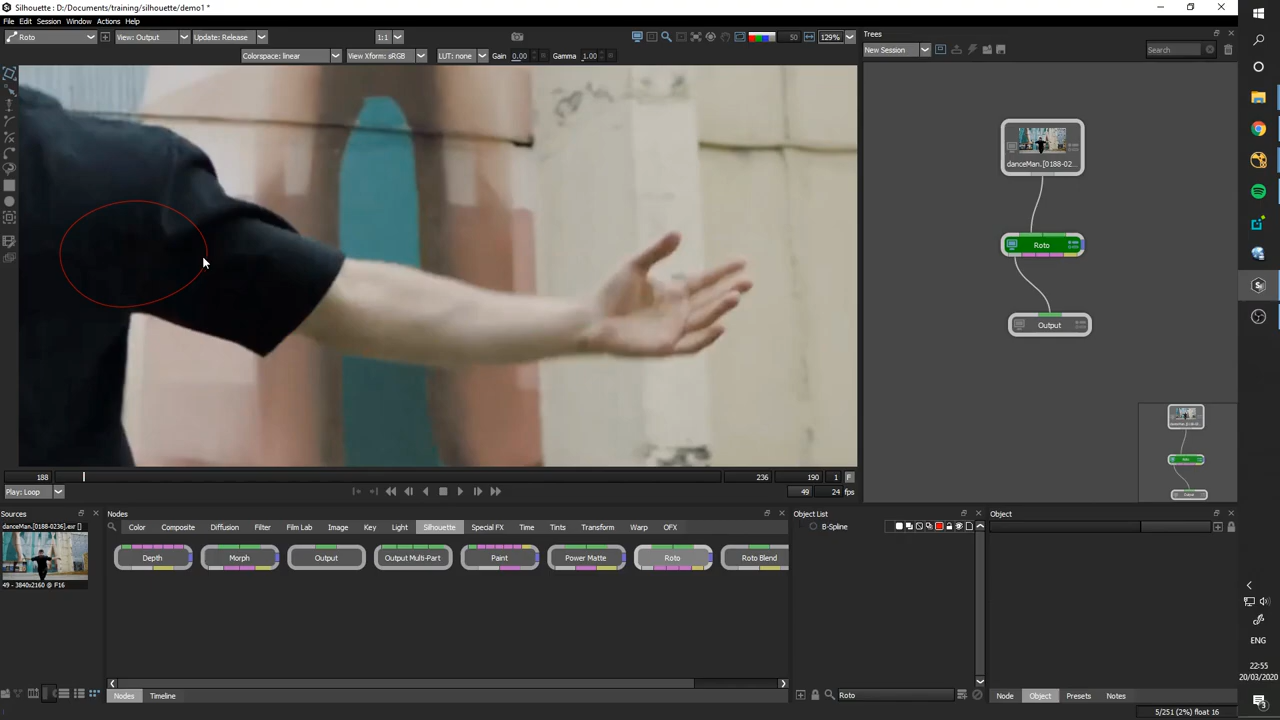 Silhouette : D:/Documents/training/silhouette/demo1 *
File Edit Session Window Actions Help
Roto View: Output Update: Release 1:1 50 129%
Colorspace: linear View Xform: sRGB LUT: none Gain 0.00 Gamma 1.00
Trees
New Session Search
danceMan.[0188-02...
Roto
Output
188 236 190 1 F
Play: Loop 49 24 fps
Sources
danceMan.[0188-0236].exr []
49 - 3840x2160 @ F16
Nodes
Color Composite Diffusion Filter Film Lab Image Key Light Silhouette Special FX Time Tints Transform Warp OFX
Depth Morph Output Output Multi-Part Paint Power Matte Roto Roto Blend
Nodes Timeline
Object List
B-Spline
Roto
Object
Node Object Presets Notes
5/251 (2%) float 16
ENG
22:55
20/03/2020